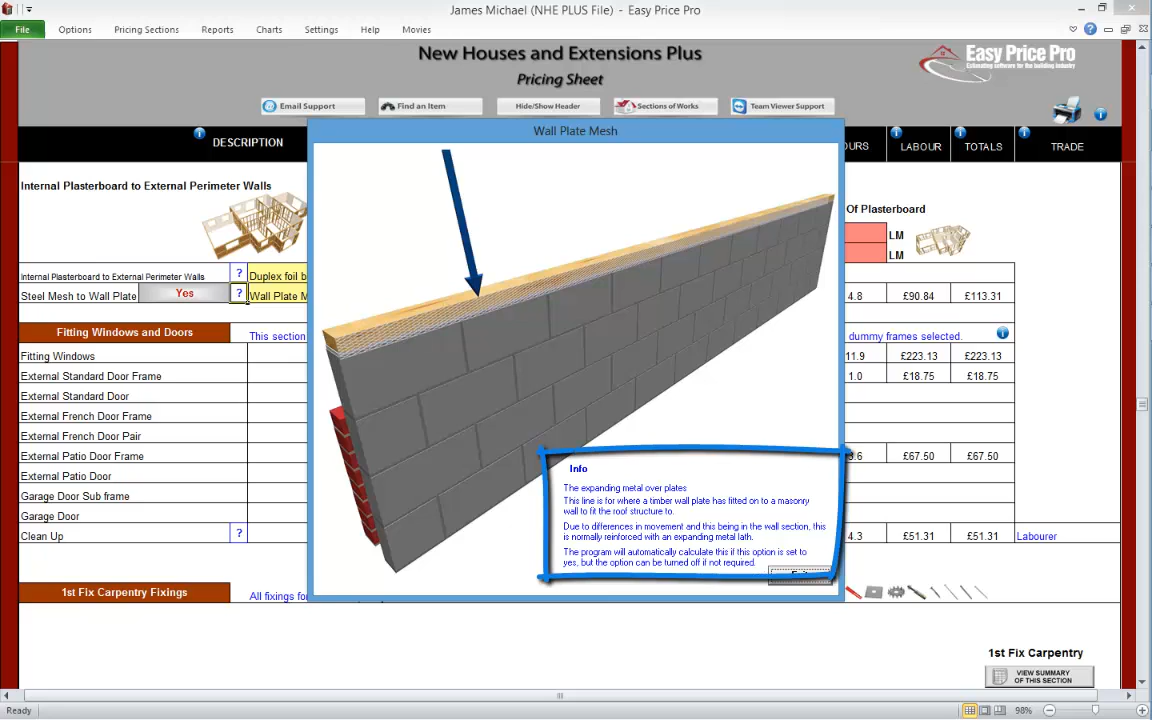 James Michael (NHE PLUS File) - Easy Price Pro
File Options Pricing Sections Reports Charts Settings Help Movies
New Houses and Extensions Plus
Pricing Sheet
Easy Price Pro
Estimating software for the building industry
Email Support Find an Item Hide/Show Header Sections of Works Team Viewer Support
Wall Plate Mesh
DESCRIPTION OURS LABOUR TOTALS TRADE
Internal Plasterboard to External Perimeter Walls
Of Plasterboard
LM
LM
Internal Plasterboard to External Perimeter Walls ? Duplex foil b
Steel Mesh to Wall Plate Yes ? Wall Plate M 4.8 £90.84 £113.31
Fitting Windows and Doors This section dummy frames selected.
Fitting Windows 11.9 £223.13 £223.13
External Standard Door Frame 1.0 £18.75 £18.75
External Standard Door
External French Door Frame
External French Door Pair
External Patio Door Frame 3.6 £67.50 £67.50
External Patio Door
Garage Door Sub frame
Garage Door
Clean Up ? 4.3 £51.31 £51.31 Labourer
Info
The expanding metal over plates
This line is for where a timber wall plate has fitted on to a masonry
wall to fit the roof structure to.
Due to differences in movement and this being in the wall section, this
is normally reinforced with an expanding metal lath.
The program will automatically calculate this if this option is set to
yes, but the option can be turned off if not required.
1st Fix Carpentry Fixings All fixings for
1st Fix Carpentry
VIEW SUMMARY
OF THIS SECTION
Ready 98%